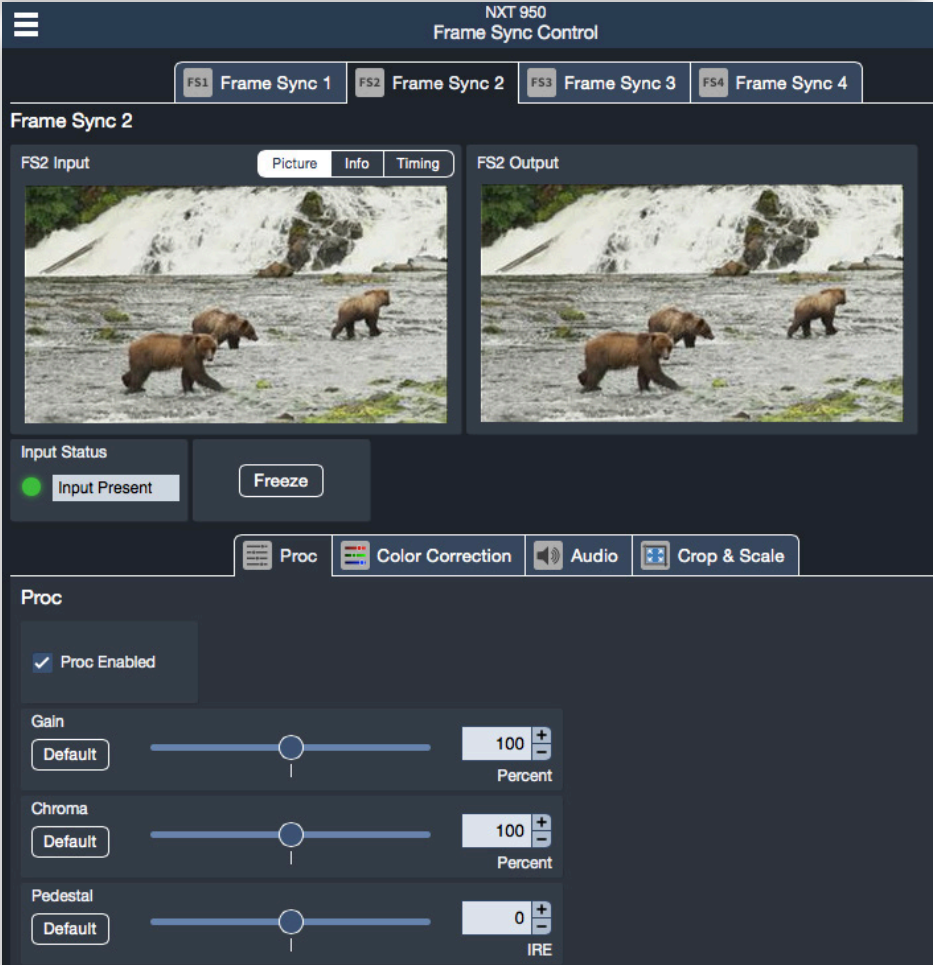 NXT 950
Frame Sync Control
FS1 Frame Sync 1 FS2 Frame Sync 2 FS3 Frame Sync 3 FS4 Frame Sync 4
Frame Sync 2
FS2 Input Picture Info Timing FS2 Output
Input Status
Input Present Freeze
Proc Color Correction Audio Crop & Scale
Proc
Proc Enabled
Gain
Default 100 + −
Percent
Chroma
Default 100 + −
Percent
Pedestal
Default 0 + −
IRE